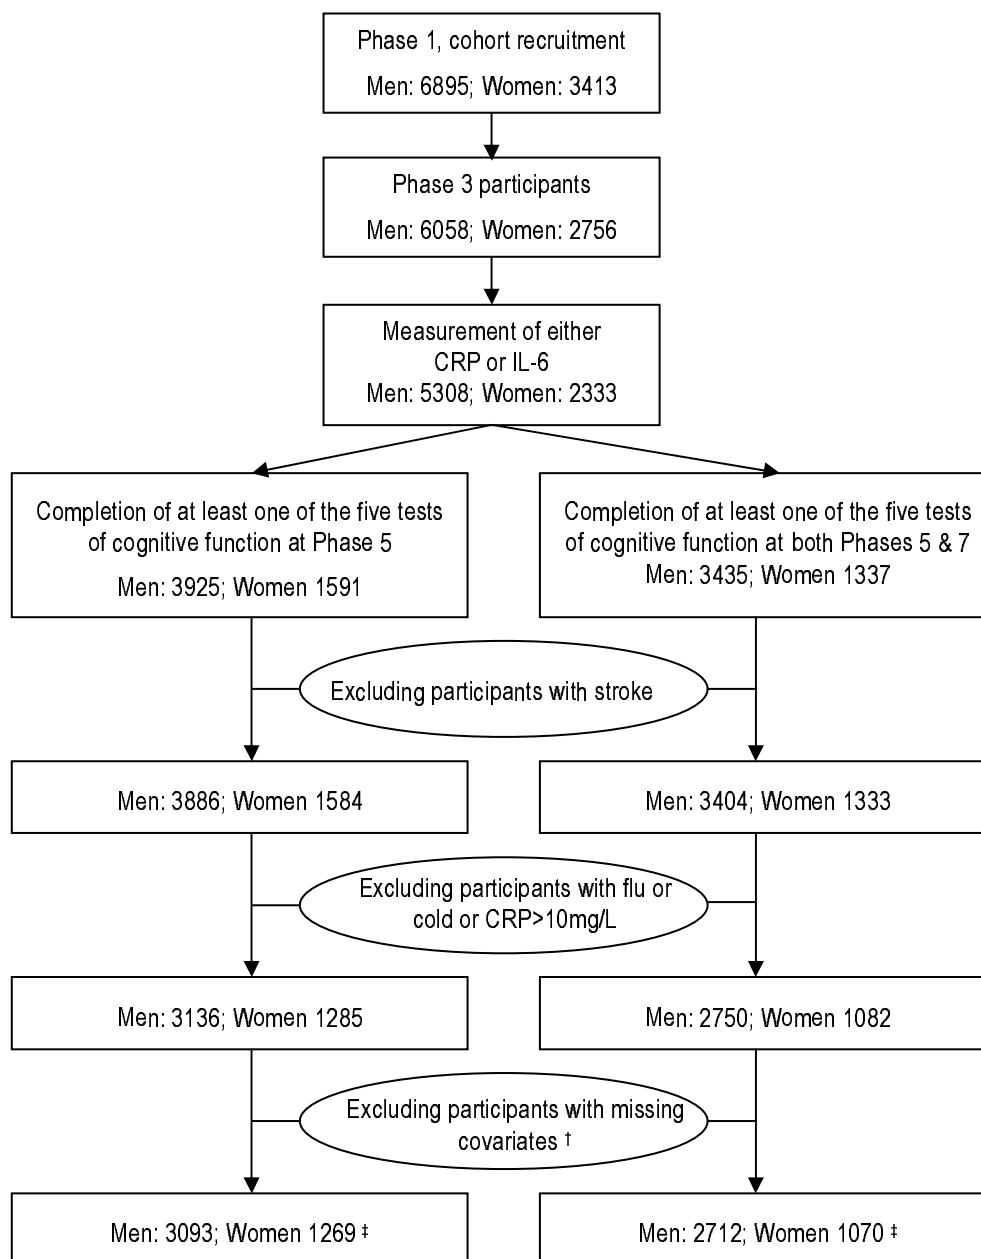 Phase 1, cohort recruitment
Men: 6895; Women: 3413
Phase 3 participants
Men: 6058; Women: 2756
Measurement of either
CRP or IL-6
Men: 5308; Women: 2333
Completion of at least one of the five tests
of cognitive function at Phase 5
Men: 3925; Women 1591
Completion of at least one of the five tests
of cognitive function at both Phases 5 & 7
Men: 3435; Women 1337
Excluding participants with stroke
Men: 3886; Women 1584
Men: 3404; Women 1333
Excluding participants with flu or
cold or CRP>10mg/L
Men: 3136; Women 1285
Men: 2750; Women 1082
Excluding participants with missing
covariates †
Men: 3093; Women 1269 ‡
Men: 2712; Women 1070 ‡